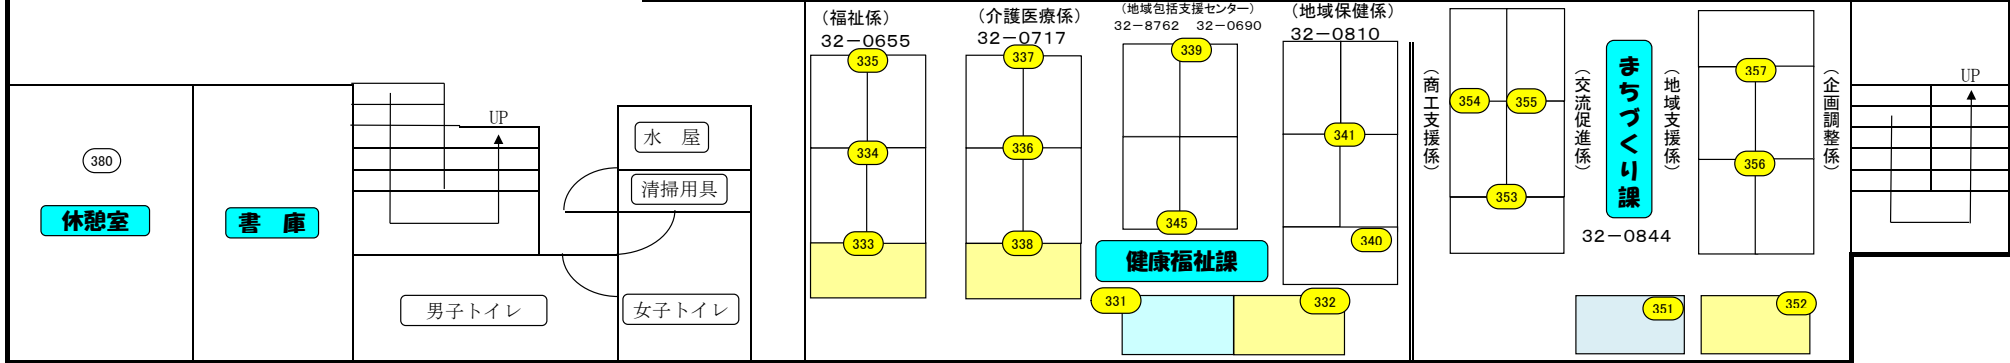 380
休憩室
書　庫
UP
水　屋
清掃用具
男子トイレ
女子トイレ
（福祉係）
32－0655
335
334
333
（介護医療係）
32－0717
337
336
338
（地域包括支援センター）
32－8762　32－0690
339
345
（地域保健係）
32－0810
341
340
健康福祉課
331
332
（商工支援係）
354
355
353
（交流促進係）
まちづくり課
（地域支援係）
32－0844
357
356
（企画調整係）
351
352
UP